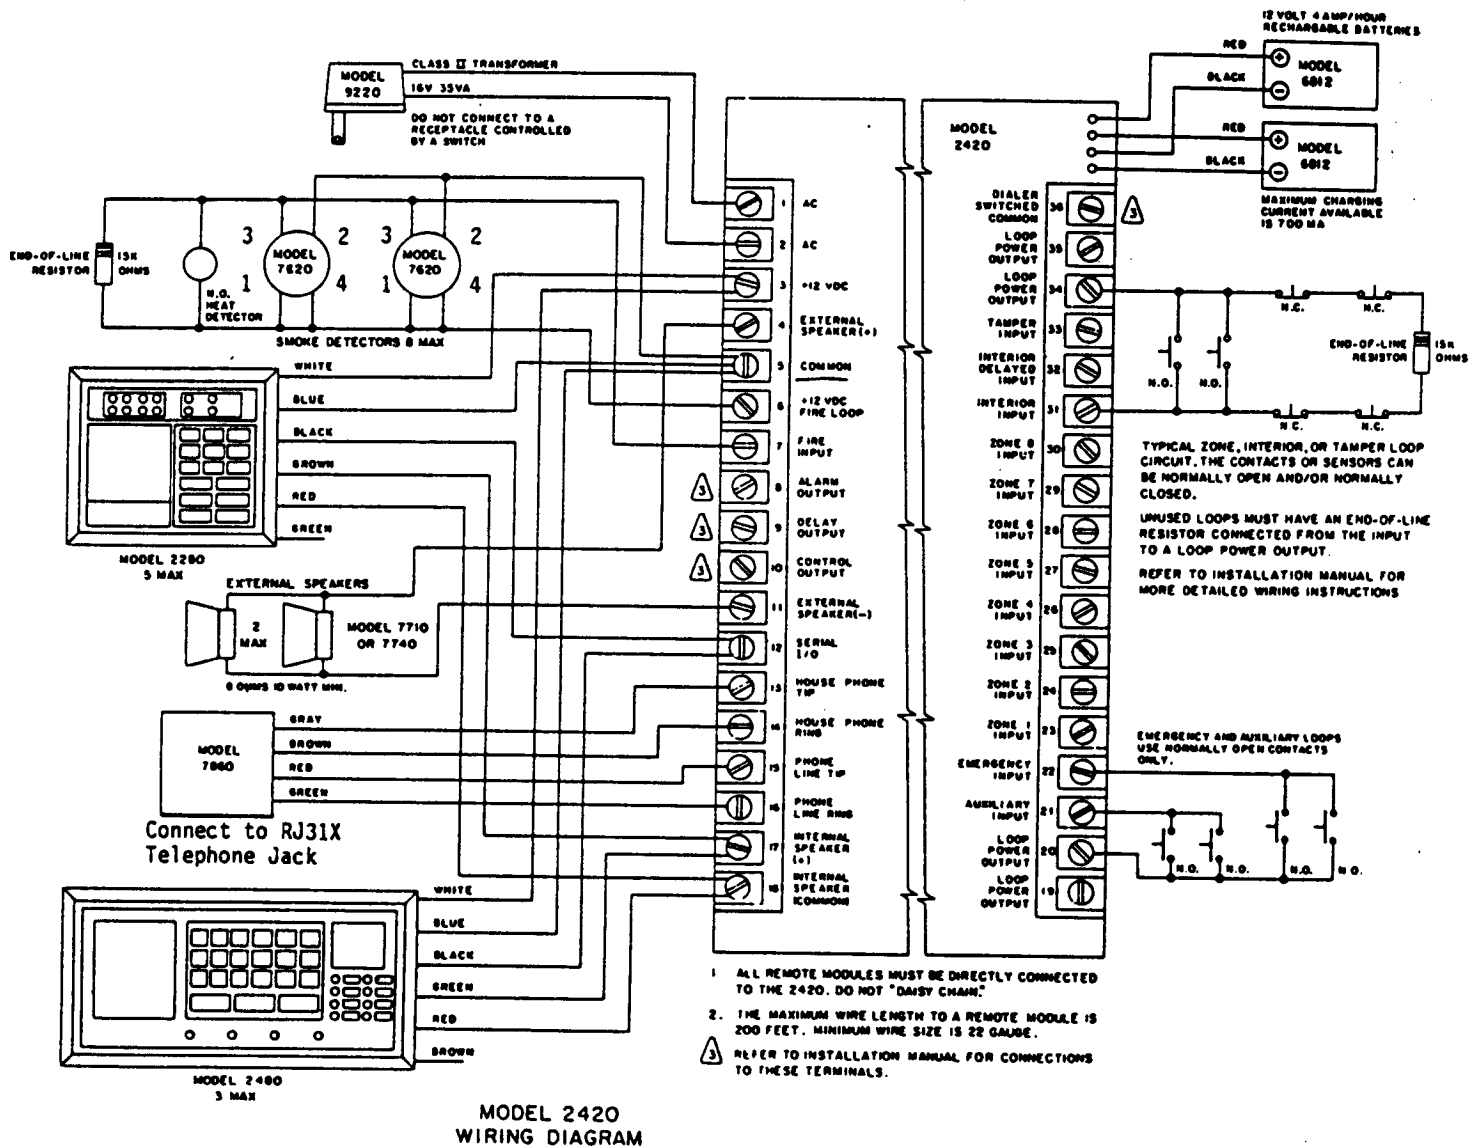 12 VOLT 4 AMP/HOUR
RECHARGABLE BATTERIES
RED
MODEL
6812
BLACK
RED
MODEL
6812
BLACK
MAXIMUM CHARGING
CURRENT AVAILABLE
IS 700 MA
MODEL
9220
CLASS II TRANSFORMER
16V 35VA
DO NOT CONNECT TO A
RECEPTACLE CONTROLLED
BY A SWITCH
END-OF-LINE
RESISTOR
15K
OHMS
N.O.
HEAT
DETECTOR
3
MODEL
7620
2
1
4
3
MODEL
7620
2
1
4
SMOKE DETECTORS 8 MAX
WHITE
BLUE
BLACK
BROWN
RED
GREEN
MODEL 2280
5 MAX
EXTERNAL SPEAKERS
2
MAX
MODEL 7710
OR 7740
8 OHMS 10 WATT MIN.
MODEL
7860
GRAY
BROWN
RED
GREEN
Connect to RJ31X
Telephone Jack
WHITE
BLUE
BLACK
GREEN
RED
BROWN
MODEL 2480
3 MAX
1 AC
2 AC
3 +12 VDC
4 EXTERNAL
SPEAKER(+)
5 COMMON
6 +12 VDC
FIRE LOOP
7 FIRE
INPUT
3
8 ALARM
OUTPUT
3
9 DELAY
OUTPUT
3
10 CONTROL
OUTPUT
11 EXTERNAL
SPEAKER(-)
12 SERIAL
I/O
13 HOUSE PHONE
TIP
14 HOUSE PHONE
RING
15 PHONE
LINE TIP
16 PHONE
LINE RING
17 INTERNAL
SPEAKER
(+)
18 INTERNAL
SPEAKER
(COMMON)
MODEL
2420
DIALER
SWITCHED
COMMON 36
3
LOOP
POWER
OUTPUT 35
LOOP
POWER
OUTPUT 34
TAMPER
INPUT 33
INTERIOR
DELAYED
INPUT 32
INTERIOR
INPUT 31
ZONE 8
INPUT 30
ZONE 7
INPUT 29
ZONE 6
INPUT 28
ZONE 5
INPUT 27
ZONE 4
INPUT 26
ZONE 3
INPUT 25
ZONE 2
INPUT 24
ZONE 1
INPUT 23
EMERGENCY
INPUT 22
AUXILIARY
INPUT 21
LOOP
POWER
OUTPUT 20
LOOP
POWER
OUTPUT 19
N.C.
N.C.
N.O.
N.O.
END-OF-LINE
RESISTOR
15K
OHMS
N.C.
N.C.
TYPICAL ZONE, INTERIOR, OR TAMPER LOOP
CIRCUIT. THE CONTACTS OR SENSORS CAN
BE NORMALLY OPEN AND/OR NORMALLY
CLOSED.
UNUSED LOOPS MUST HAVE AN END-OF-LINE
RESISTOR CONNECTED FROM THE INPUT
TO A LOOP POWER OUTPUT.
REFER TO INSTALLATION MANUAL FOR
MORE DETAILED WIRING INSTRUCTIONS
EMERGENCY AND AUXILIARY LOOPS
USE NORMALLY OPEN CONTACTS
ONLY.
N.O.
N.O.
N.O.
N.O.
1 ALL REMOTE MODULES MUST BE DIRECTLY CONNECTED
TO THE 2420. DO NOT "DAISY CHAIN."
2. THE MAXIMUM WIRE LENGTH TO A REMOTE MODULE IS
200 FEET. MINIMUM WIRE SIZE IS 22 GAUGE.
3 REFER TO INSTALLATION MANUAL FOR CONNECTIONS
TO THESE TERMINALS.
MODEL 2420
WIRING DIAGRAM